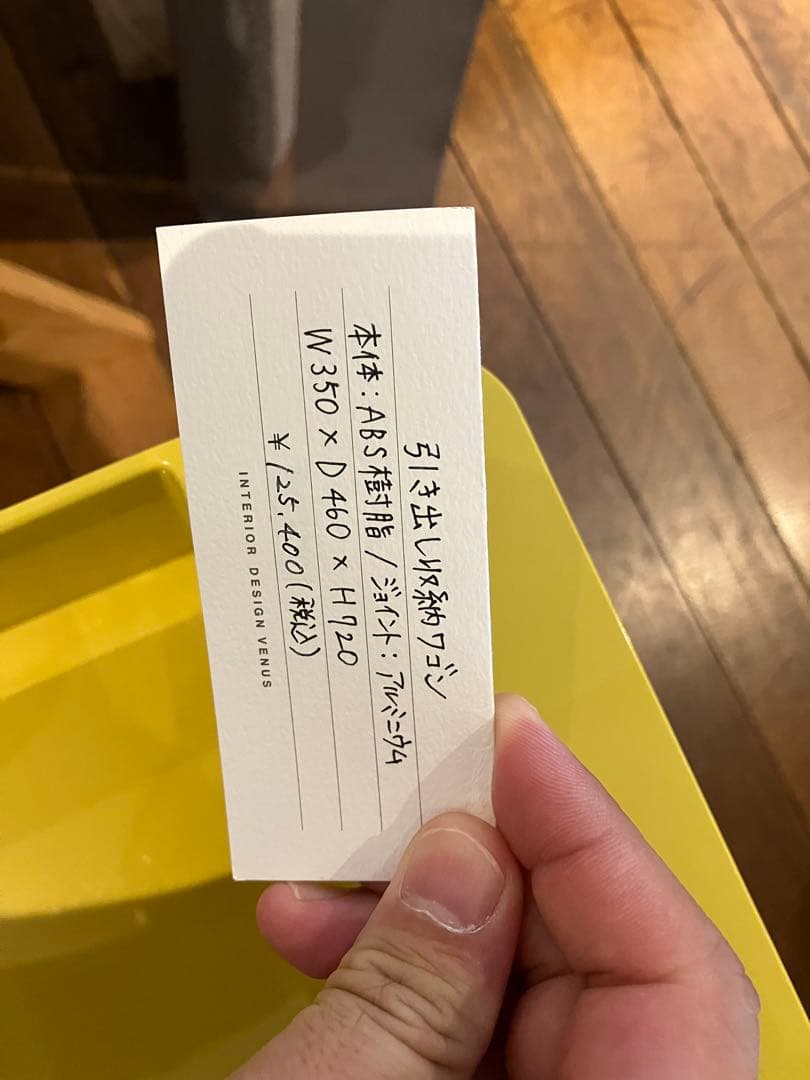 引き出し収納ワゴン
本体：ABS樹脂/ジョイント：アルミニウム
W350×D460×H720
¥125.400(税込)
INTERIOR DESIGN VENUS